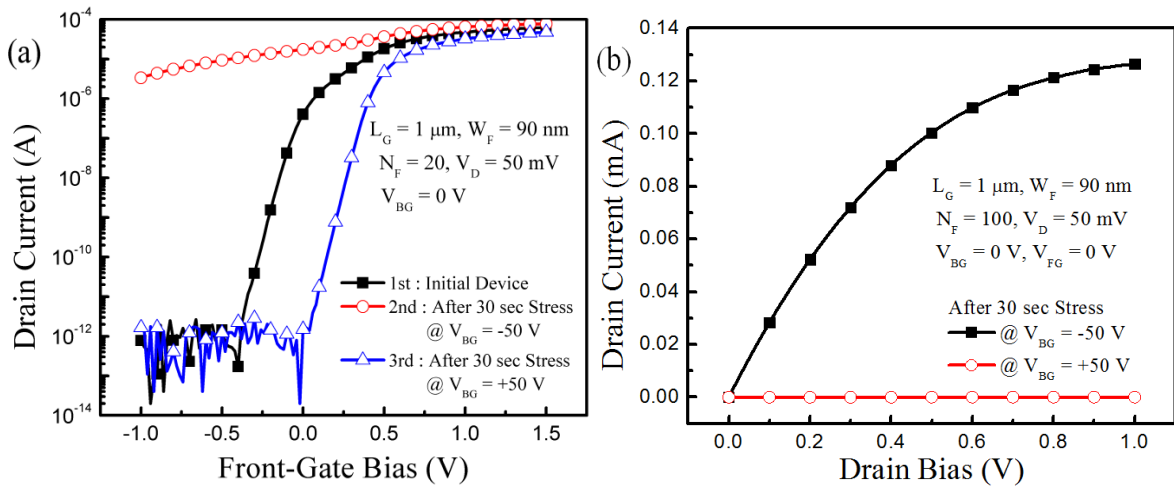 (a)
Drain Current (A)
10⁻⁴
10⁻⁶
10⁻⁸
10⁻¹⁰
10⁻¹²
10⁻¹⁴
L_G = 1 μm, W_F = 90 nm
N_F = 20, V_D = 50 mV
V_BG = 0 V
1st : Initial Device
2nd : After 30 sec Stress
@ V_BG = -50 V
3rd : After 30 sec Stress
@ V_BG = +50 V
-1.0 -0.5 0.0 0.5 1.0 1.5
Front-Gate Bias (V)
(b)
Drain Current (mA)
0.12
0.10
0.08
0.06
0.04
0.02
0.00
L_G = 1 μm, W_F = 90 nm
N_F = 100, V_D = 50 mV
V_BG = 0 V, V_FG = 0 V
After 30 sec Stress
@ V_BG = -50 V
@ V_BG = +50 V
0.0 0.2 0.4 0.6 0.8 1.0
Drain Bias (V)